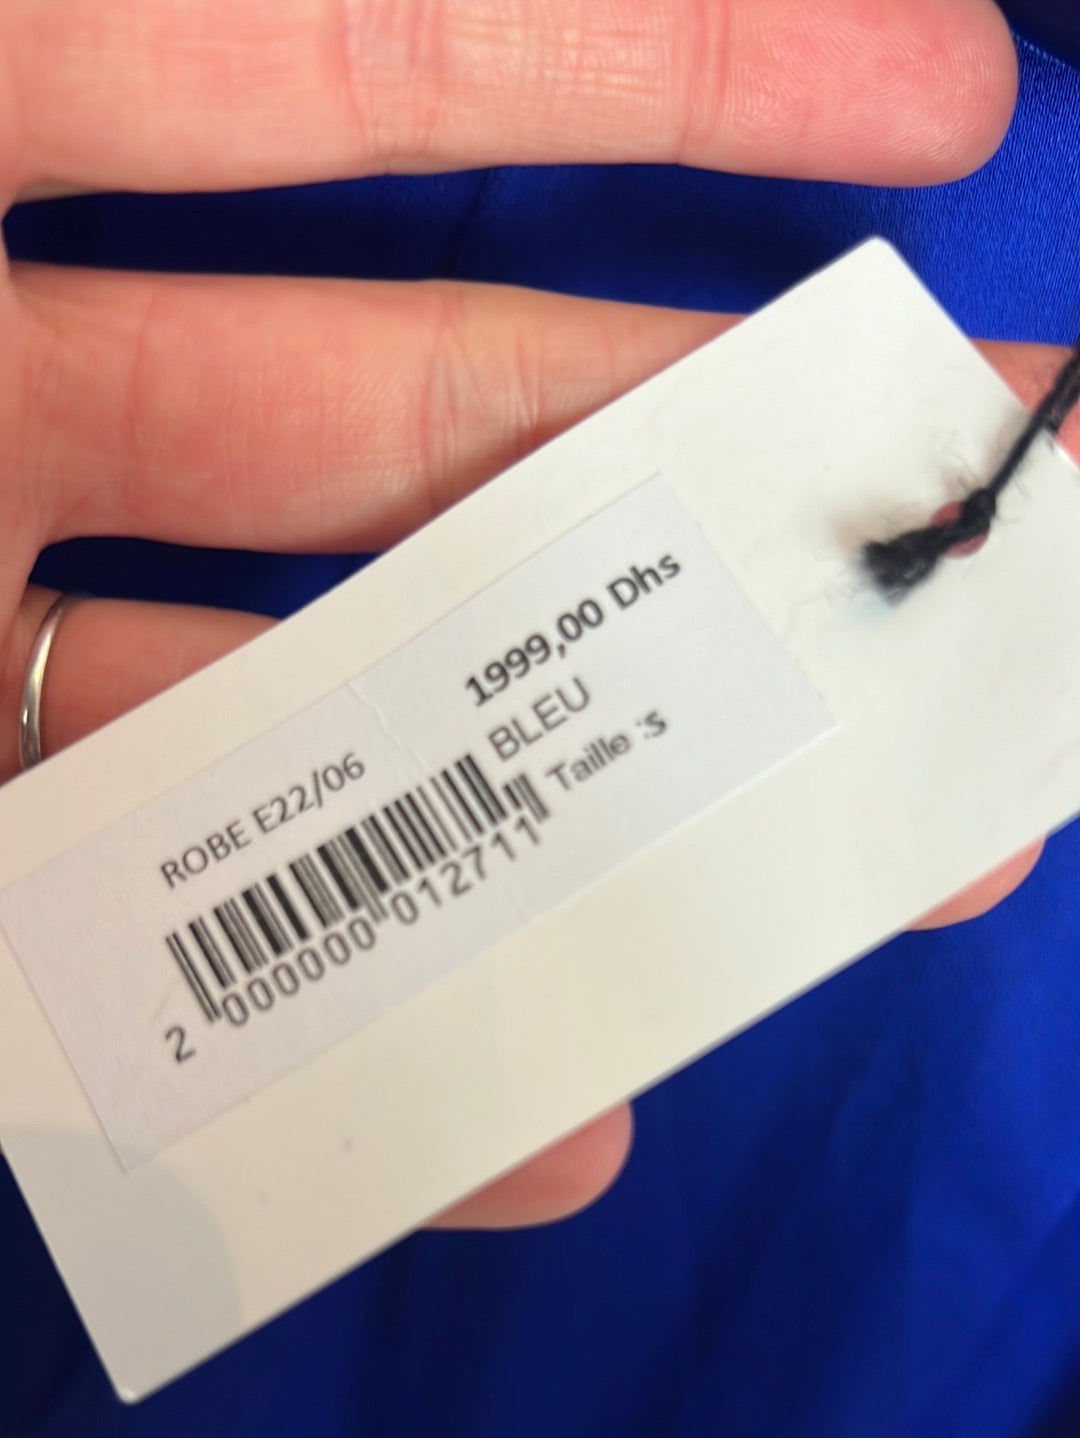 1999,00 Dhs
ROBE E22/06
BLEU
Taille :S
2 000000 012711